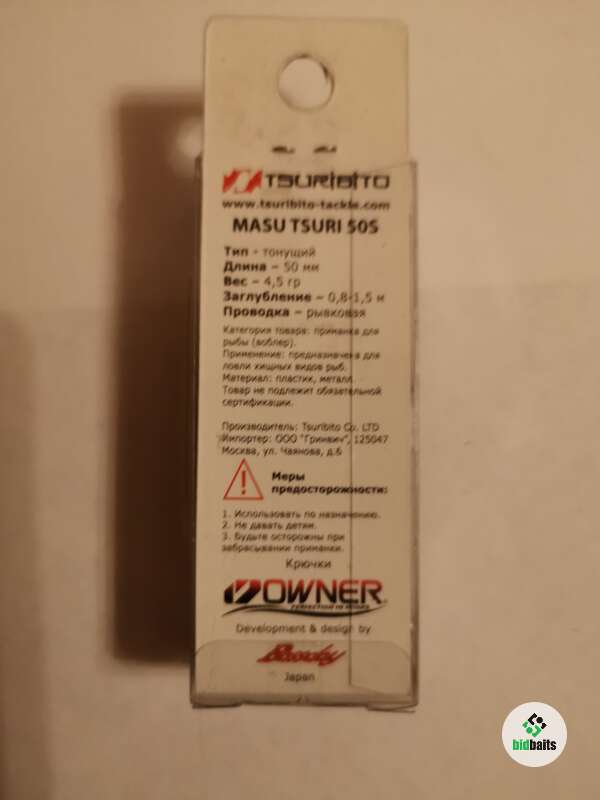 TSURIBITO
www.tsuribito-tackle.com
MASU TSURI 50S
Тип - тонущий
Длина – 50 мм
Вес – 4,5 гр
Заглубление – 0,8-1,5 м
Проводка – рывковая
Категория товара: приманка для
рыбы (воблер).
Применение: предназначена для
ловли хищных видов рыб.
Материал: пластик, металл.
Товар не подлежит обязательной
сертификации.
Производитель: Tsuribito Co. LTD
Импортер: ООО "Гринвич", 125047
Москва, ул. Чаянова, д.6
Меры
предосторожности:
1. Использовать по назначению.
2. Не давать детям.
3. Будьте осторожны при
забрасывании приманки.
Крючки
OWNER
Development & design by
Japan
bidbaits